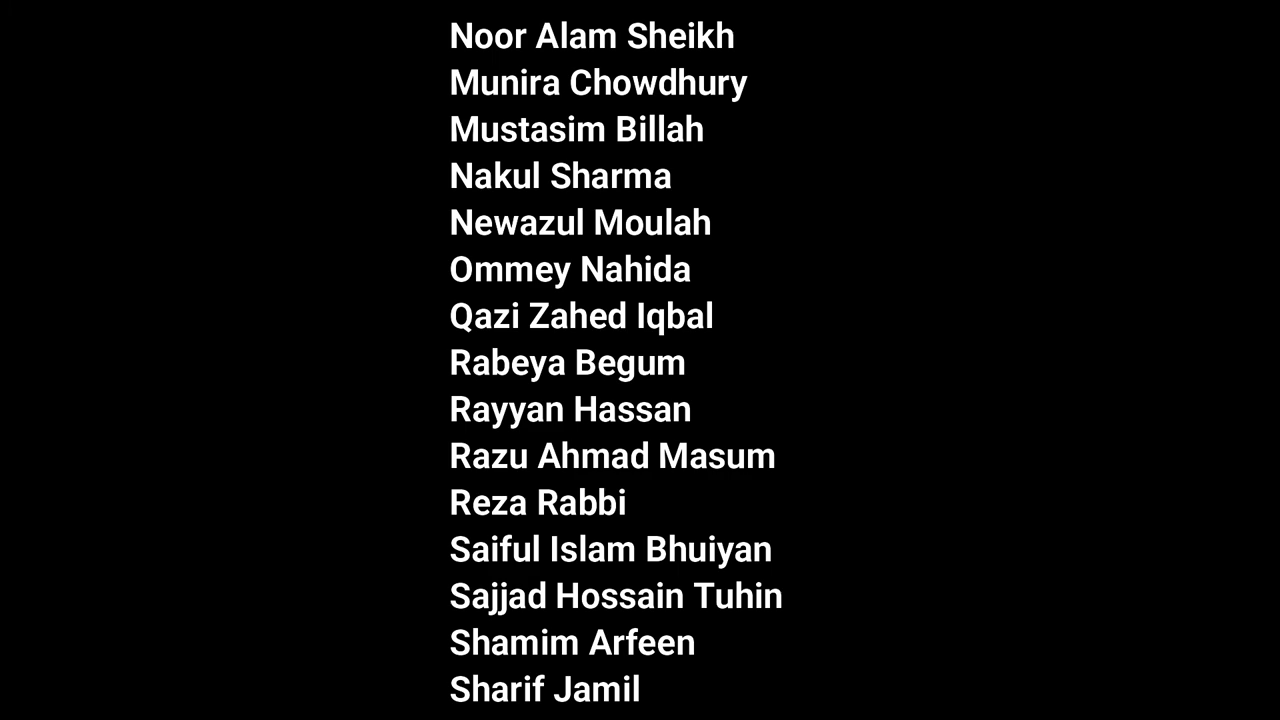 Noor Alam Sheikh
Munira Chowdhury
Mustasim Billah
Nakul Sharma
Newazul Moulah
Ommey Nahida
Qazi Zahed Iqbal
Rabeya Begum
Rayyan Hassan
Razu Ahmad Masum
Reza Rabbi
Saiful Islam Bhuiyan
Sajjad Hossain Tuhin
Shamim Arfeen
Sharif Jamil